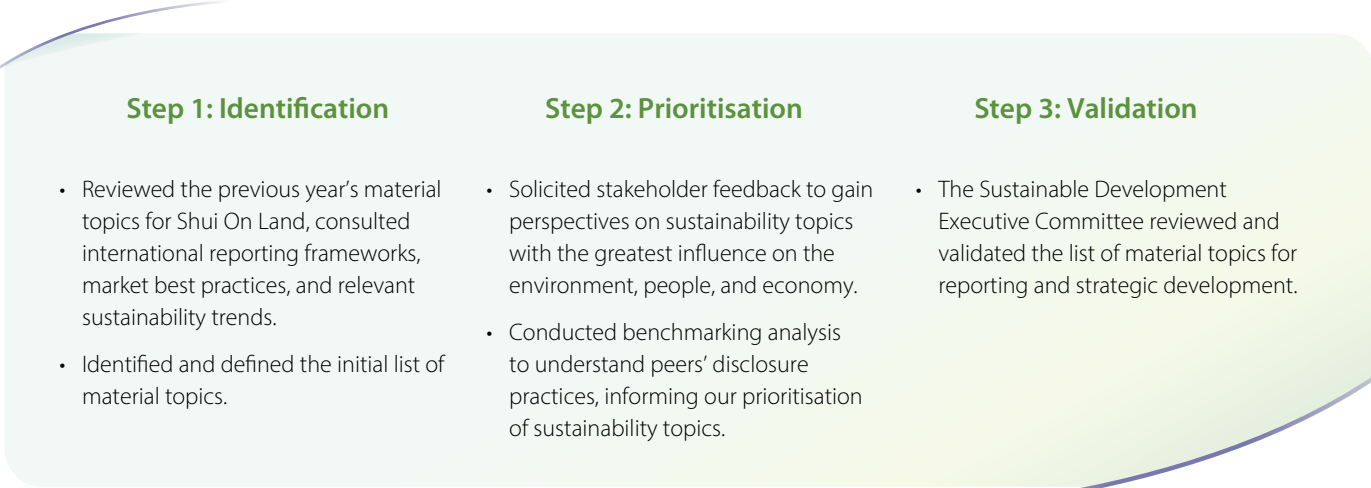 Step 1: Identification
• Reviewed the previous year's material
topics for Shui On Land, consulted
international reporting frameworks,
market best practices, and relevant
sustainability trends.
• Identified and defined the initial list of
material topics.
Step 2: Prioritisation
• Solicited stakeholder feedback to gain
perspectives on sustainability topics
with the greatest influence on the
environment, people, and economy.
• Conducted benchmarking analysis
to understand peers' disclosure
practices, informing our prioritisation
of sustainability topics.
Step 3: Validation
• The Sustainable Development
Executive Committee reviewed and
validated the list of material topics for
reporting and strategic development.